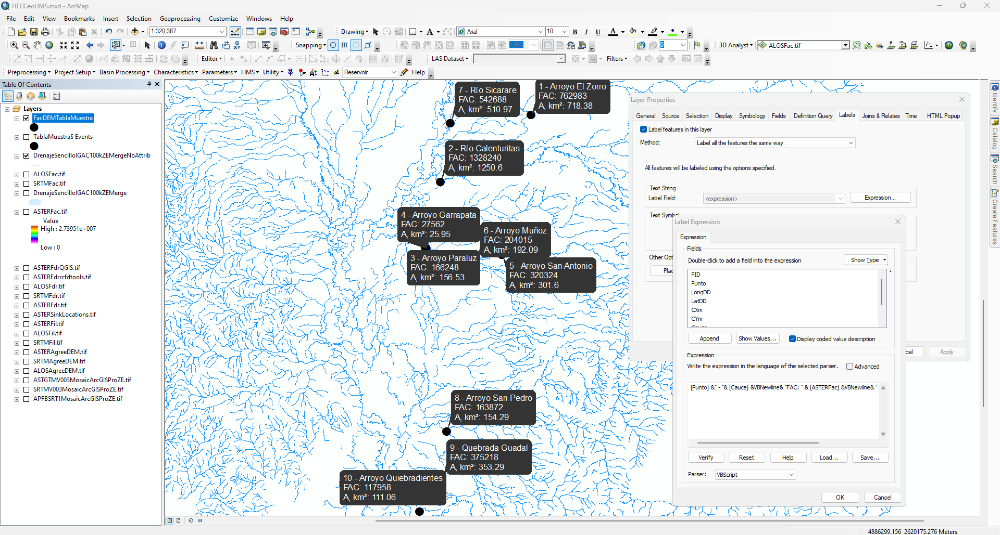 HECGeoHMS.mxd - ArcMap
File Edit View Bookmarks Insert Selection Geoprocessing Customize Windows Help
1:320,387 Drawing Arial 10 B I U A
Snapping 100% 0 3D Analyst ALOSFac.tif
Editor LAS Dataset Filters
Preprocessing Project Setup Basin Processing Characteristics Parameters HMS Utility Reservoir Help
Table Of Contents
Layers
FacDEMTablaMuestra
TablaMuestra$ Events
DrenajeSencilloIGAC100kZEMergeNoAttrib
ALOSFac.tif
SRTMFac.tif
DrenajeSencilloIGAC100kZEMerge
ASTERFac.tif
Value
High : 2.73951e+007
Low : 0
ASTERFdrQGIS.tif
ASTERFdrrcfdtools.tif
ALOSFdr.tif
SRTMFdr.tif
ASTERFdr.tif
ASTERSinkLocations.tif
ASTERFil.tif
ALOSFil.tif
SRTMFil.tif
ASTERAgreeDEM.tif
SRTMAgreeDEM.tif
ALOSAgreeDEM.tif
ASTGTMV003MosaicArcGISProZE.tif
SRTMV003MosaicArcGISProZE.tif
APFBSRT1MosaicArcGISProZE.tif
7 - Río Sicarare
FAC: 542688
A, km²: 510.97
1 - Arroyo El Zorro
FAC: 762983
A, km²: 718.38
2 - Río Calenturitas
FAC: 1328240
A, km²: 1250.6
4 - Arroyo Garrapata
FAC: 27562
A, km²: 25.95
6 - Arroyo Muñoz
FAC: 204015
A, km²: 192.09
3 - Arroyo Paraluz
FAC: 166248
A, km²: 156.53
5 - Arroyo San Antonio
FAC: 320324
A, km²: 301.6
8 - Arroyo San Pedro
FAC: 163872
A, km²: 154.29
9 - Quebrada Guadal
FAC: 375218
A, km²: 353.29
10 - Arroyo Quiebradientes
FAC: 117958
A, km²: 111.06
Layer Properties
General Source Selection Display Symbology Fields Definition Query Labels Joins & Relates Time HTML Popup
Label features in this layer
Method: Label all the features the same way.
All features will be labeled using the options specified.
Text String
Label Field: <expression> Expression...
Text Symbol
Other Opt
Plac
cel Apply
Label Expression
Expression
Fields
Double-click to add a field into the expression Show Type
FID
Punto
LongDD
LatDD
CXm
CYm
Cauce
Append Show Values... Display coded value description
Expression
Write the expression in the language of the selected parser. Advanced
[Punto] &" - "& [Cauce] &VBNewline& "FAC: " & [ASTERFac] &VBNewline& "
Verify Reset Help Load... Save...
Parser: VBScript
OK Cancel
Identify
Catalog
Search
Create Features
4886299.156 2620175.276 Meters